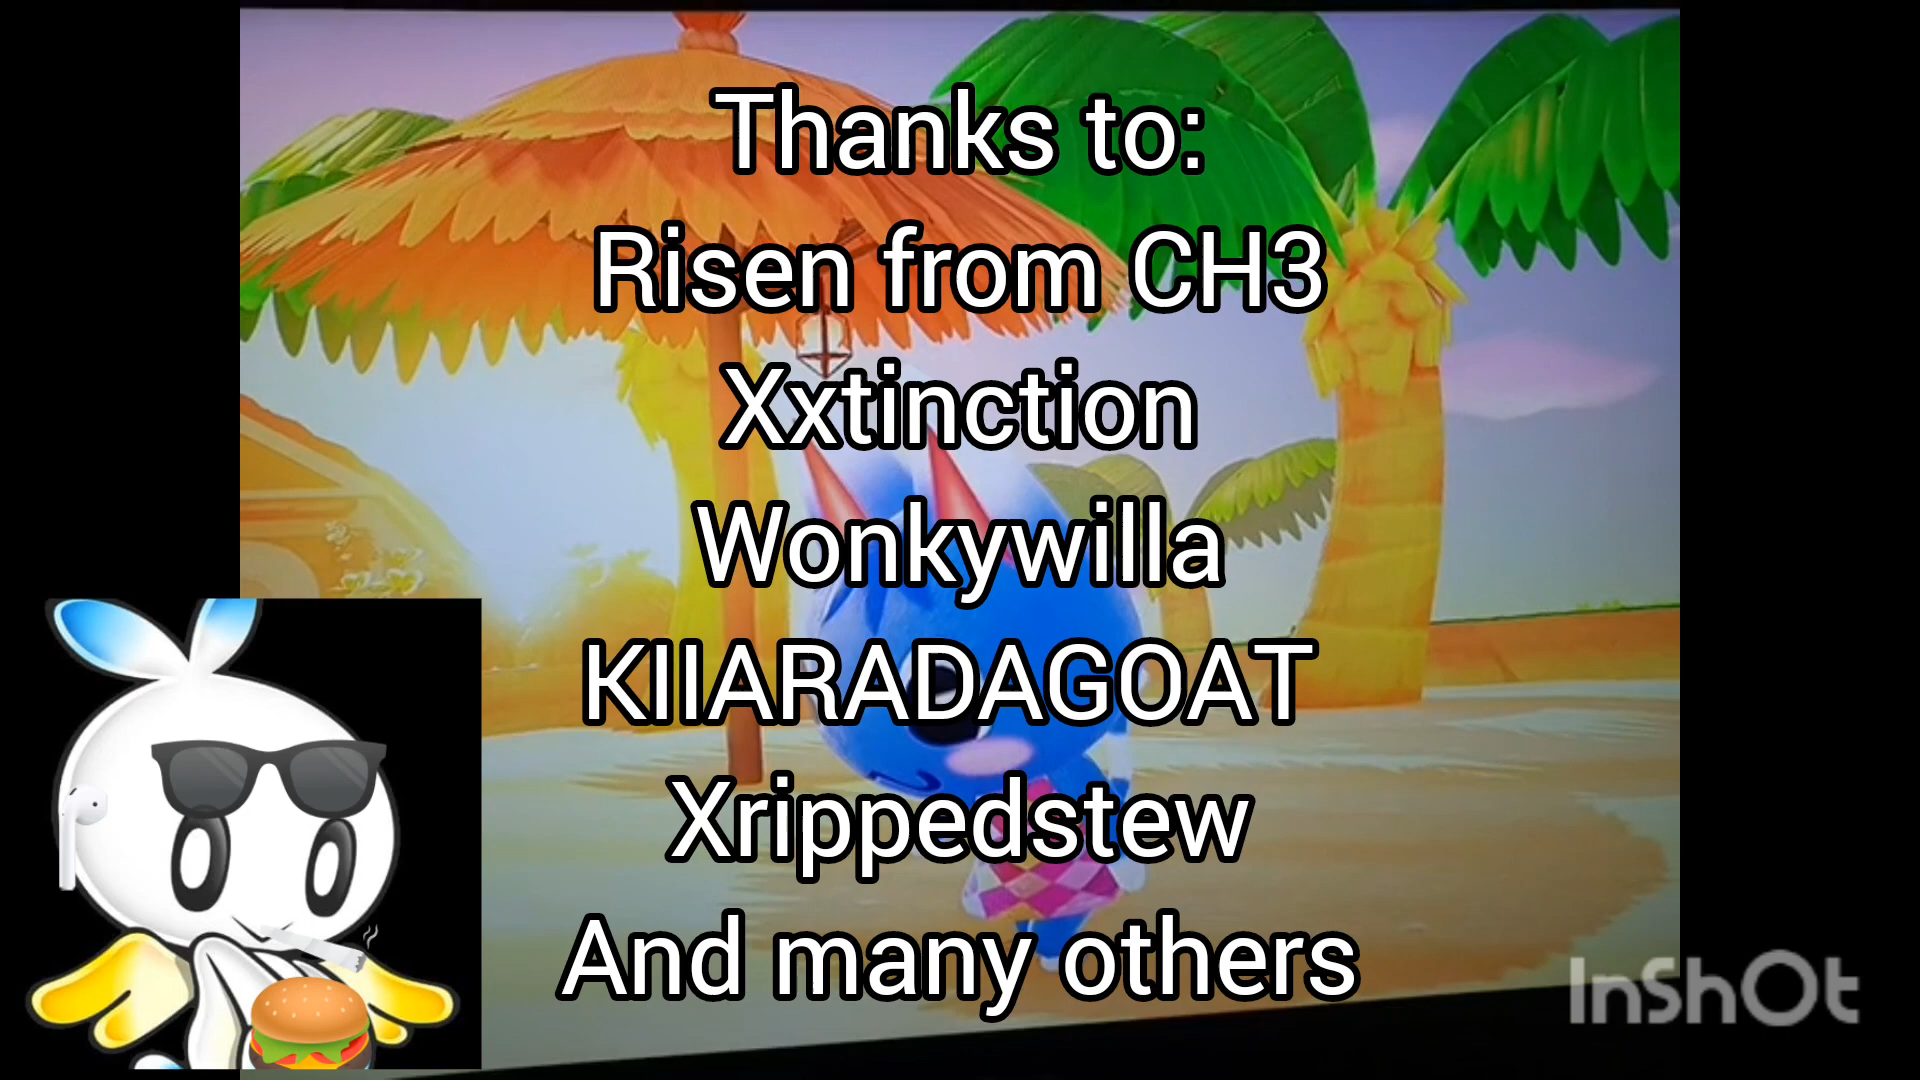 Thanks to:
Risen from CH3
Xxtinction
Wonkywilla
KIIARADAGOAT
Xrippedstew
And many others
InShOt